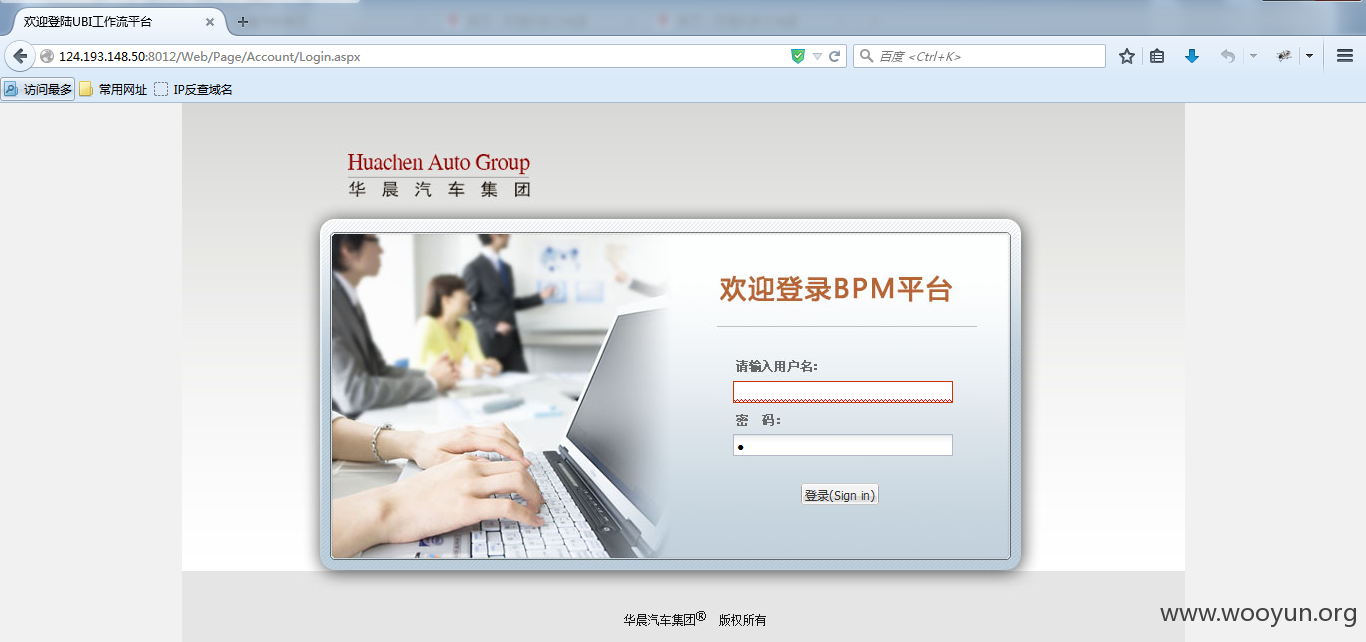 欢迎登陆UBI工作流平台
124.193.148.50:8012/Web/Page/Account/Login.aspx
百度 <Ctrl+K>
访问最多 常用网址 IP反查域名
Huachen Auto Group
华晨汽车集团
欢迎登录BPM平台
请输入用户名:
密 码:
登录(Sign in)
华晨汽车集团® 版权所有
www.wooyun.org